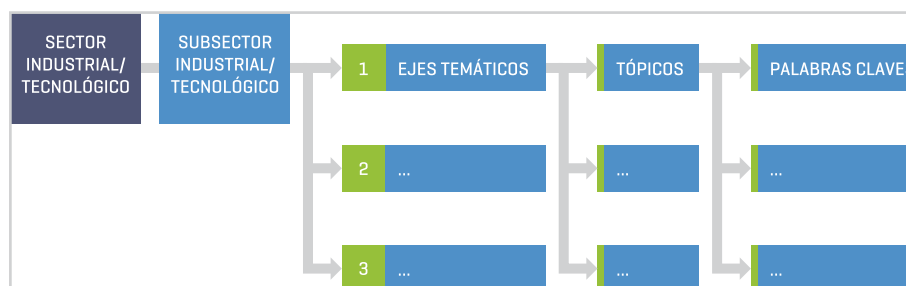 SECTOR
INDUSTRIAL/
TECNOLÓGICO
SUBSECTOR
INDUSTRIAL/
TECNOLÓGICO
1 EJES TEMÁTICOS
TÓPICOS
PALABRAS CLAVE
2 ...
...
...
3 ...
...
...